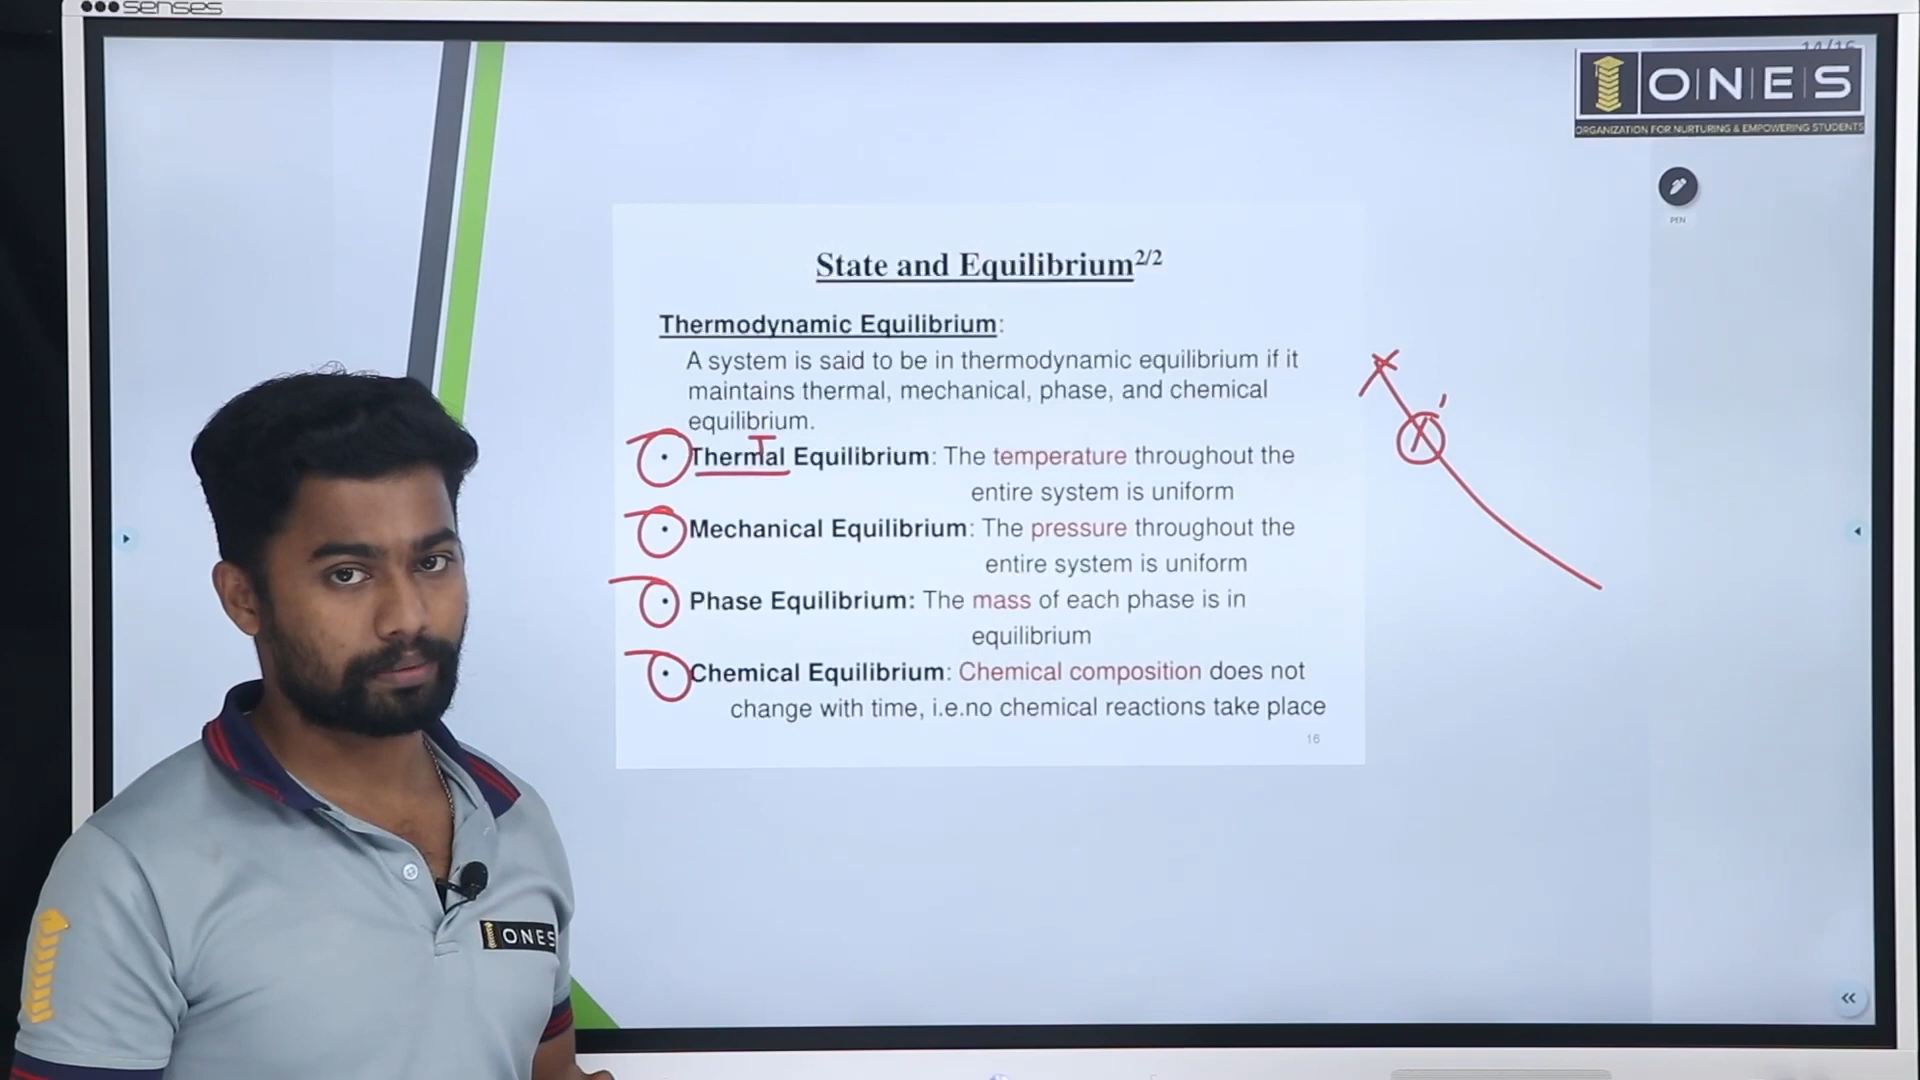 senses
14/15
ONES
ORGANIZATION FOR NURTURING & EMPOWERING STUDENTS
PEN
State and Equilibrium2/2
Thermodynamic Equilibrium:
A system is said to be in thermodynamic equilibrium if it
maintains thermal, mechanical, phase, and chemical
equilibrium.
T
• Thermal Equilibrium: The temperature throughout the
entire system is uniform
• Mechanical Equilibrium: The pressure throughout the
entire system is uniform
• Phase Equilibrium: The mass of each phase is in
equilibrium
• Chemical Equilibrium: Chemical composition does not
change with time, i.e.no chemical reactions take place
16
ONES